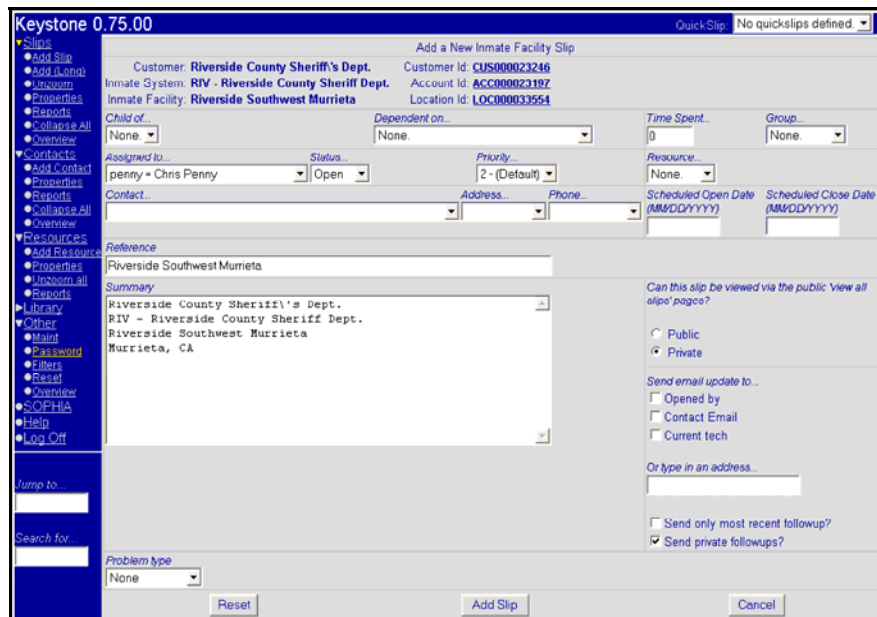 Keystone 0.75.00
QuickSlip: No quickslips defined.
Slips
Add Slip
Add (Long)
Unzoom
Properties
Reports
Collapse All
Overview
Contacts
Add Contact
Properties
Reports
Collapse All
Overview
Resources
Add Resource
Properties
Unzoom all
Reports
Library
Other
Maint
Password
Filters
Reset
Overview
SOPHIA
Help
Log Off
Jump to...
Search for...
Add a New Inmate Facility Slip
Customer: Riverside County Sheriff\'s Dept. Customer Id: CUS000023246
Inmate System: RIV - Riverside County Sheriff Dept. Account Id: ACC000023197
Inmate Facility: Riverside Southwest Murrieta Location Id: LOC000033554
Child of... Dependent on... Time Spent... Group...
None. None. 0 None.
Assigned to... Status... Priority... Resource...
penny = Chris Penny Open 2 - (Default) None.
Contact... Address... Phone... Scheduled Open Date Scheduled Close Date
(MM/DD/YYYY) (MM/DD/YYYY)
Reference
Riverside Southwest Murrieta
Summary
Riverside County Sheriff\'s Dept.
RIV - Riverside County Sheriff Dept.
Riverside Southwest Murrieta
Murrieta, CA
Can this slip be viewed via the public 'view all
slips' pages?
Public
Private
Send email update to...
Opened by
Contact Email
Current tech
Or type in an address...
Send only most recent followup?
Send private followups?
Problem type
None
Reset Add Slip Cancel